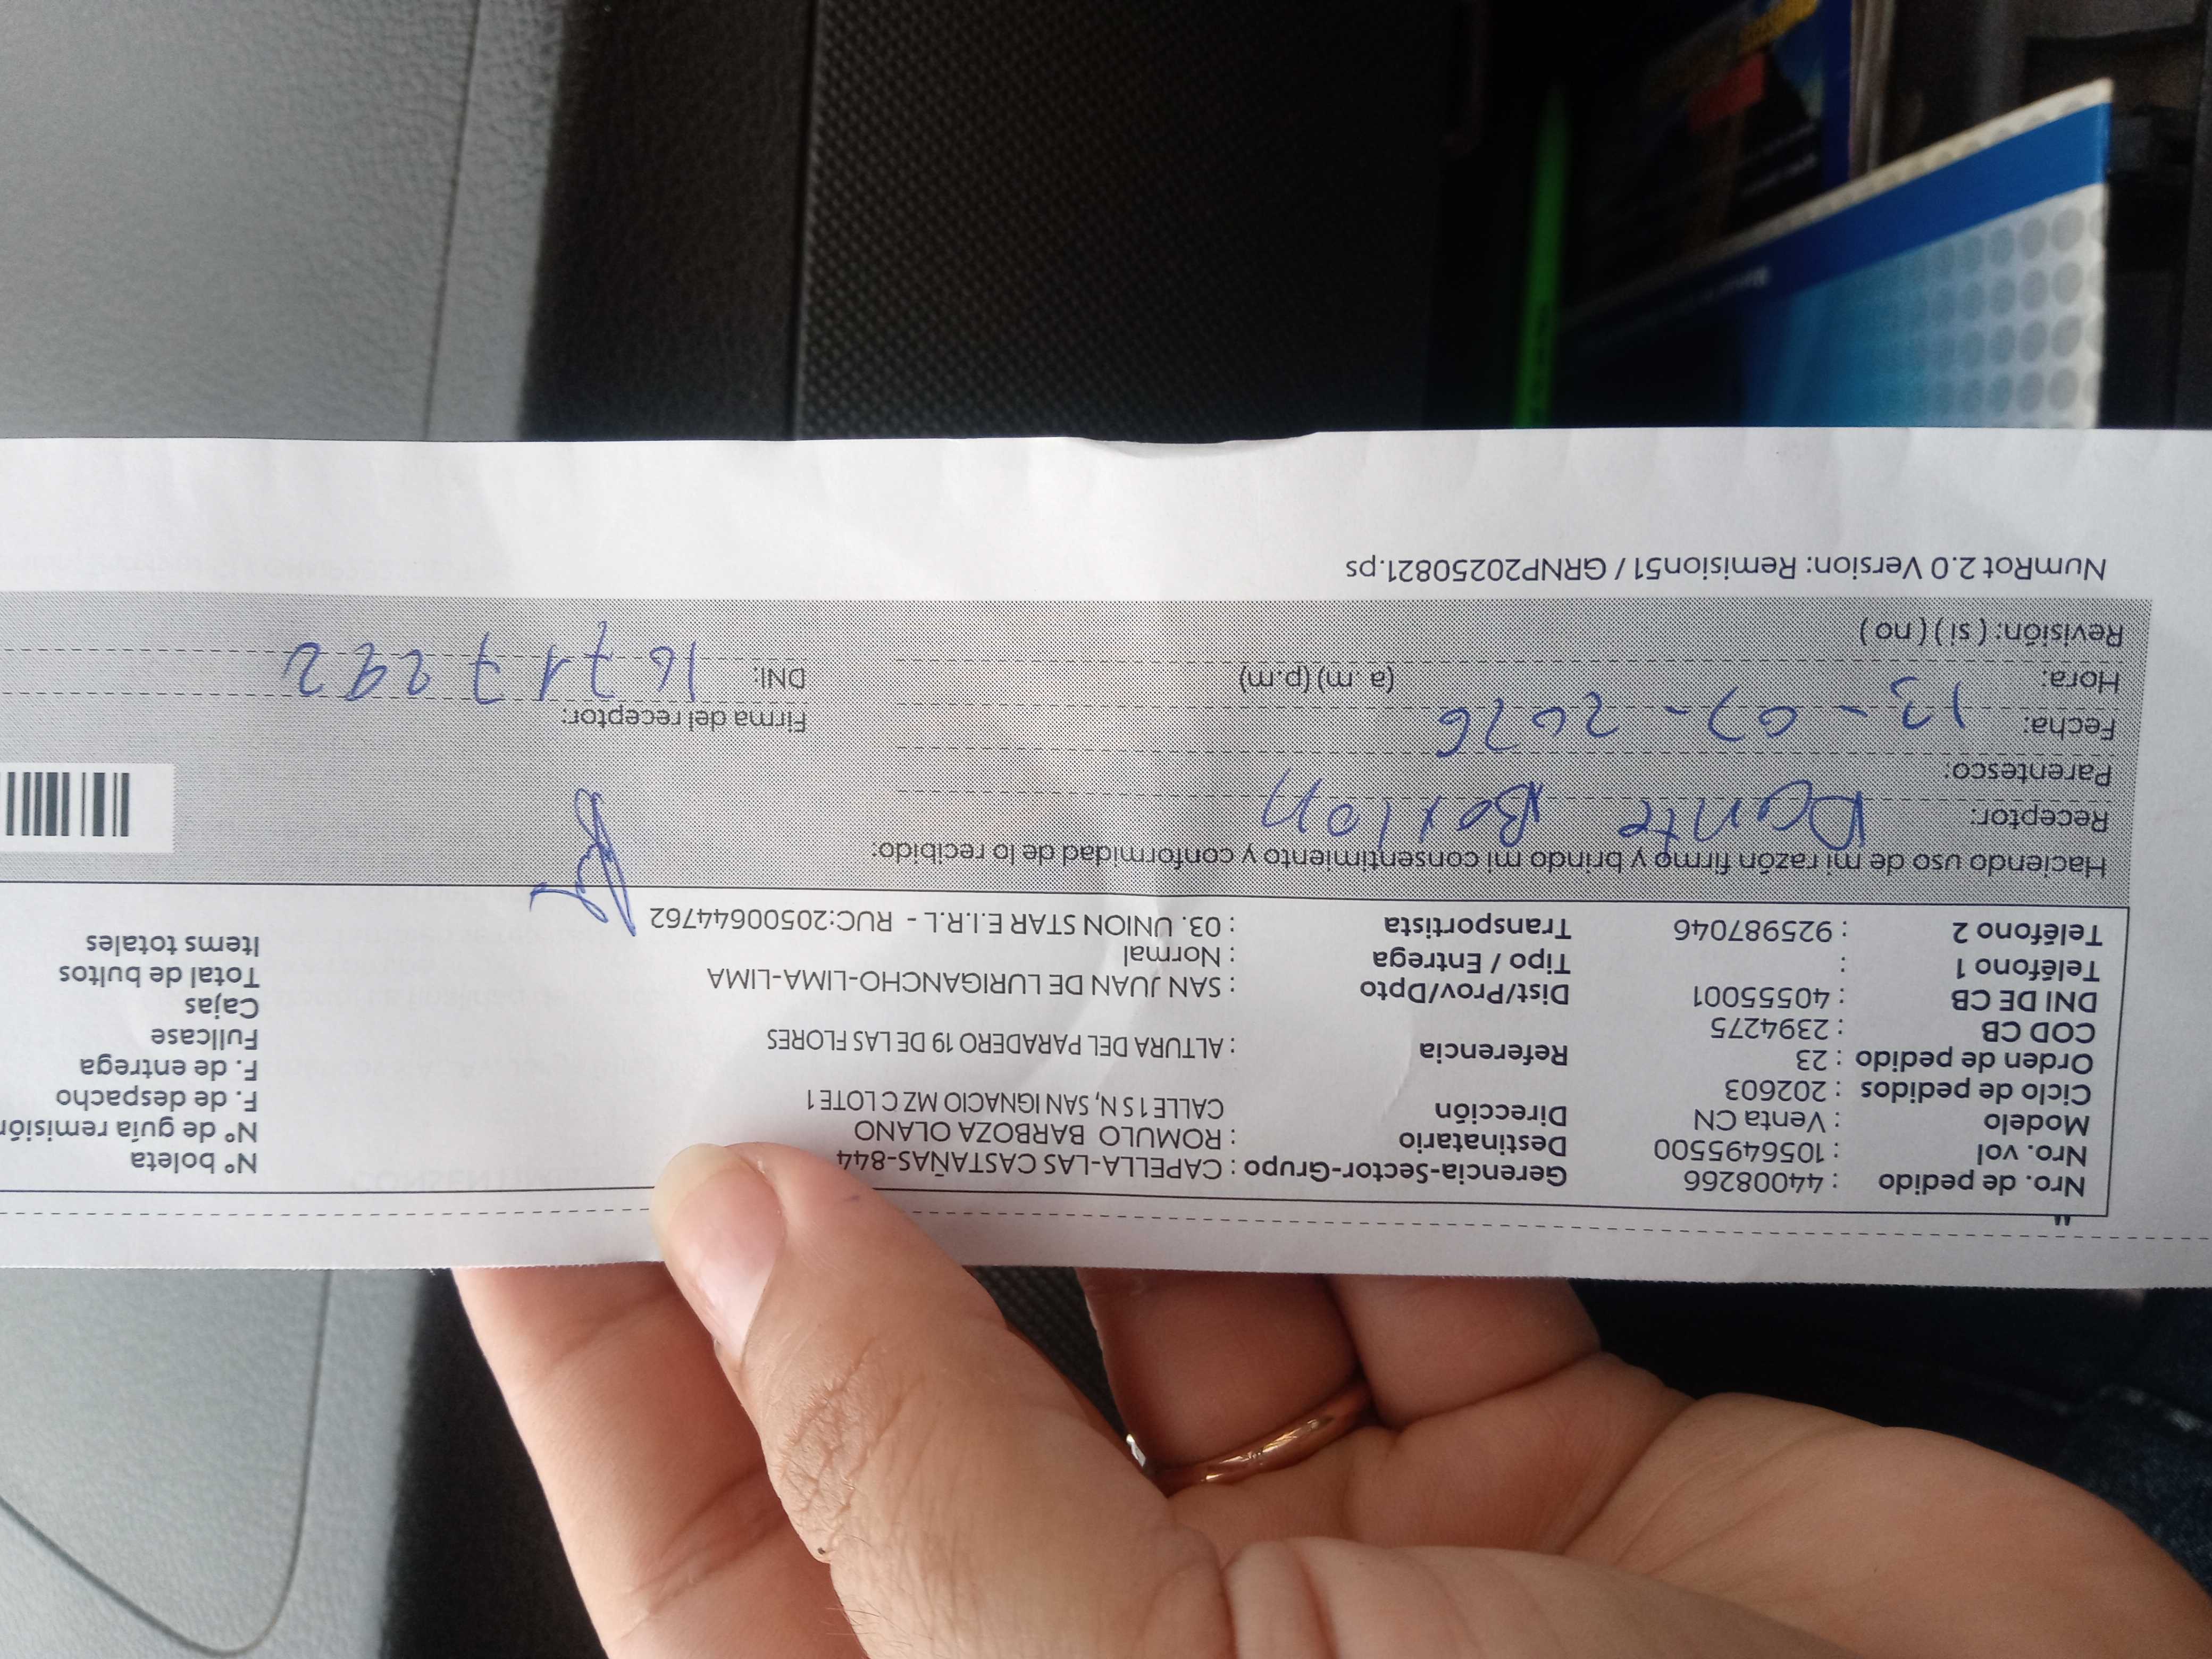 Nro. de pedido : 44008266 Gerencia-Sector-Grupo : CAPELLA-LAS CASTAÑAS-844 N° boleta
Nro. vol : 1056495500 Destinatario : ROMULO BARBOZA OLANO N° de guía remisión
Modelo : Venta CN Dirección CALLE 1 S N, SAN IGNACIO MZ C LOTE 1 F. de despacho
Ciclo de pedidos : 202603 F. de entrega
Orden de pedido : 23 Referencia : ALTURA DEL PARADERO 19 DE LAS FLORES Fullcase
COD CB : 2394275 Cajas
DNI DE CB : 40555001 Dist/Prov/Dpto : SAN JUAN DE LURIGANCHO-LIMA-LIMA Total de bultos
Teléfono 1 : Tipo / Entrega : Normal Items totales
Teléfono 2 : 925987046 Transportista : 03. UNION STAR E.I.R.L - RUC:20500644762
Haciendo uso de mi razón firmo y brindo mi consentimiento y conformidad de lo recibido:
Receptor: Dante
Parentesco:
Fecha: 13-03-2026 Firma del receptor:
Hora: (a .m) (p.m) DNI: 16717292
Revisión: ( si ) ( no )
NumRot 2.0 Version: Remision51 / GRNP20250821.ps